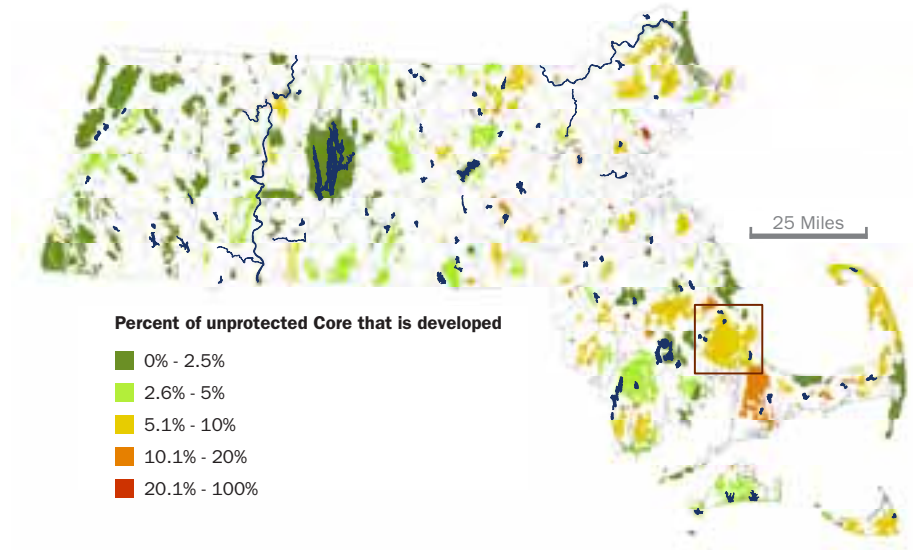 25 Miles
Percent of unprotected Core that is developed
0% - 2.5%
2.6% - 5%
5.1% - 10%
10.1% - 20%
20.1% - 100%